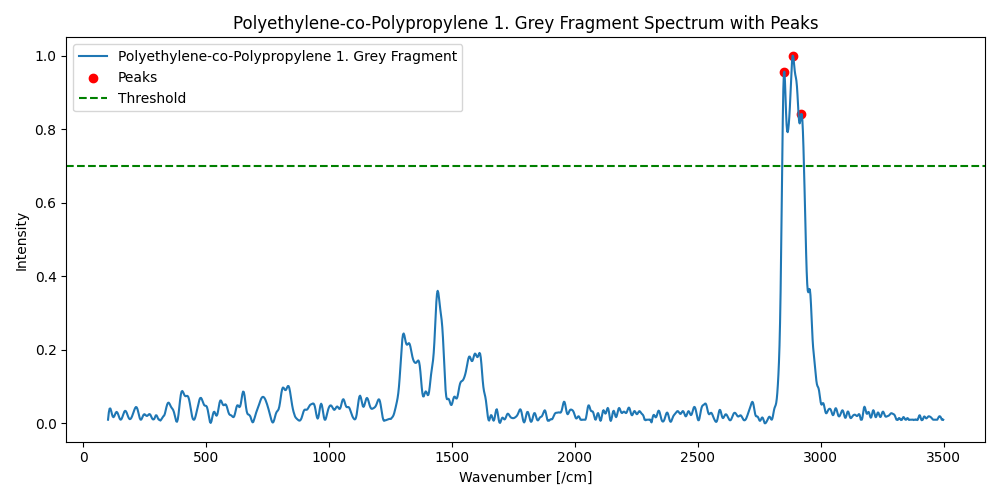 Polyethylene-co-Polypropylene 1. Grey Fragment Spectrum with Peaks
Polyethylene-co-Polypropylene 1. Grey Fragment
Peaks
Threshold
Intensity
1.0
0.8
0.6
0.4
0.2
0.0
0 500 1000 1500 2000 2500 3000 3500
Wavenumber [/cm]